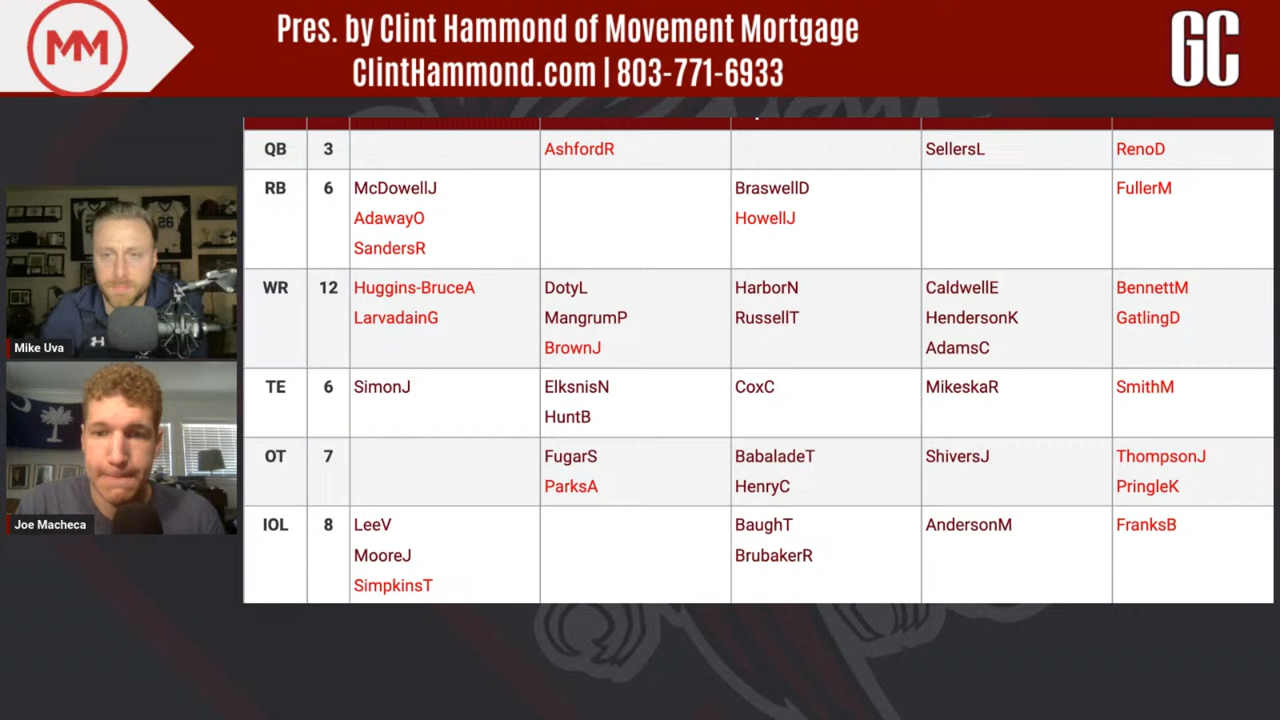 MM
Pres. by Clint Hammond of Movement Mortgage
ClintHammond.com | 803-771-6933
GC
QB 3 AshfordR SellersL RenoD
RB 6 McDowellJ BraswellD FullerM
AdawayO HowellJ
SandersR
WR 12 Huggins-BruceA DotyL HarborN CaldwellE BennettM
LarvadainG MangrumP RussellT HendersonK GatlingD
BrownJ AdamsC
TE 6 SimonJ ElksnisN CoxC MikeskaR SmithM
HuntB
OT 7 FugarS BabaladeT ShiversJ ThompsonJ
ParksA HenryC PringleK
IOL 8 LeeV BaughT AndersonM FranksB
MooreJ BrubakerR
SimpkinsT
26
Mike Uva
Joe Macheca